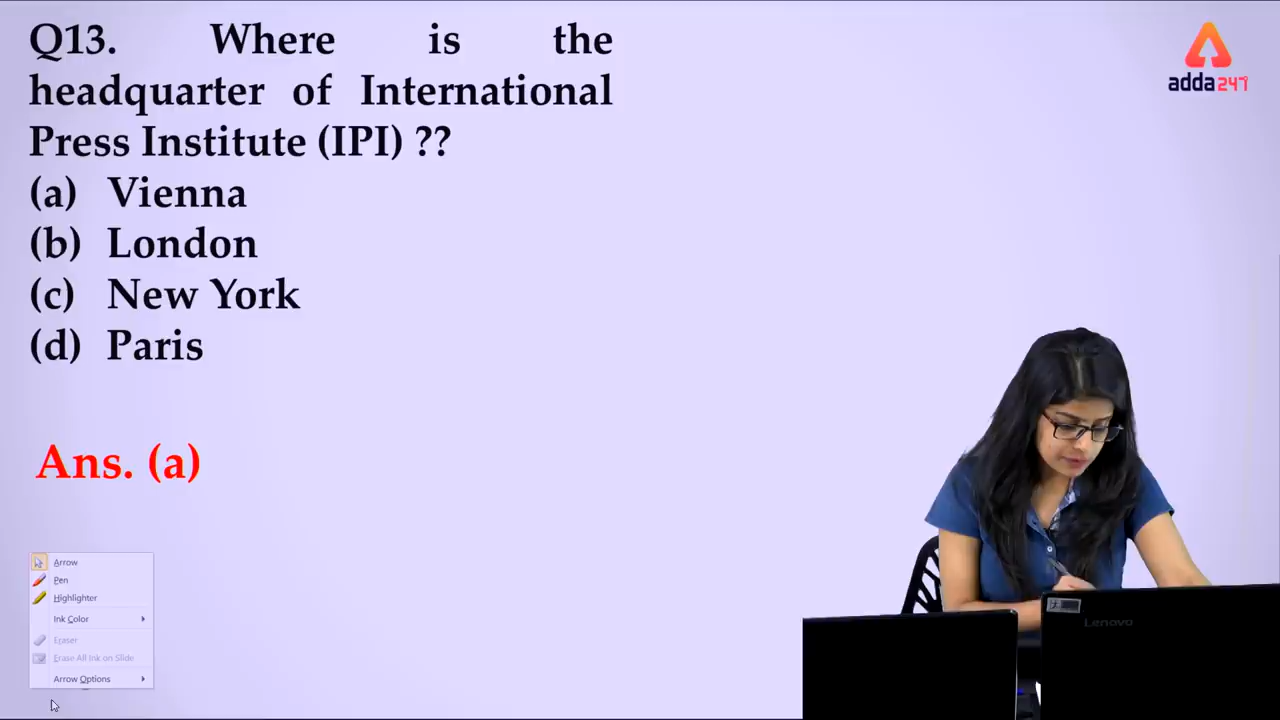 Q13. Where is the
headquarter of International
Press Institute (IPI) ??
(a) Vienna
(b) London
(c) New York
(d) Paris
Ans. (a)
adda247
Arrow
Pen
Highlighter
Ink Color
Eraser
Erase All Ink on Slide
Arrow Options
Lenovo